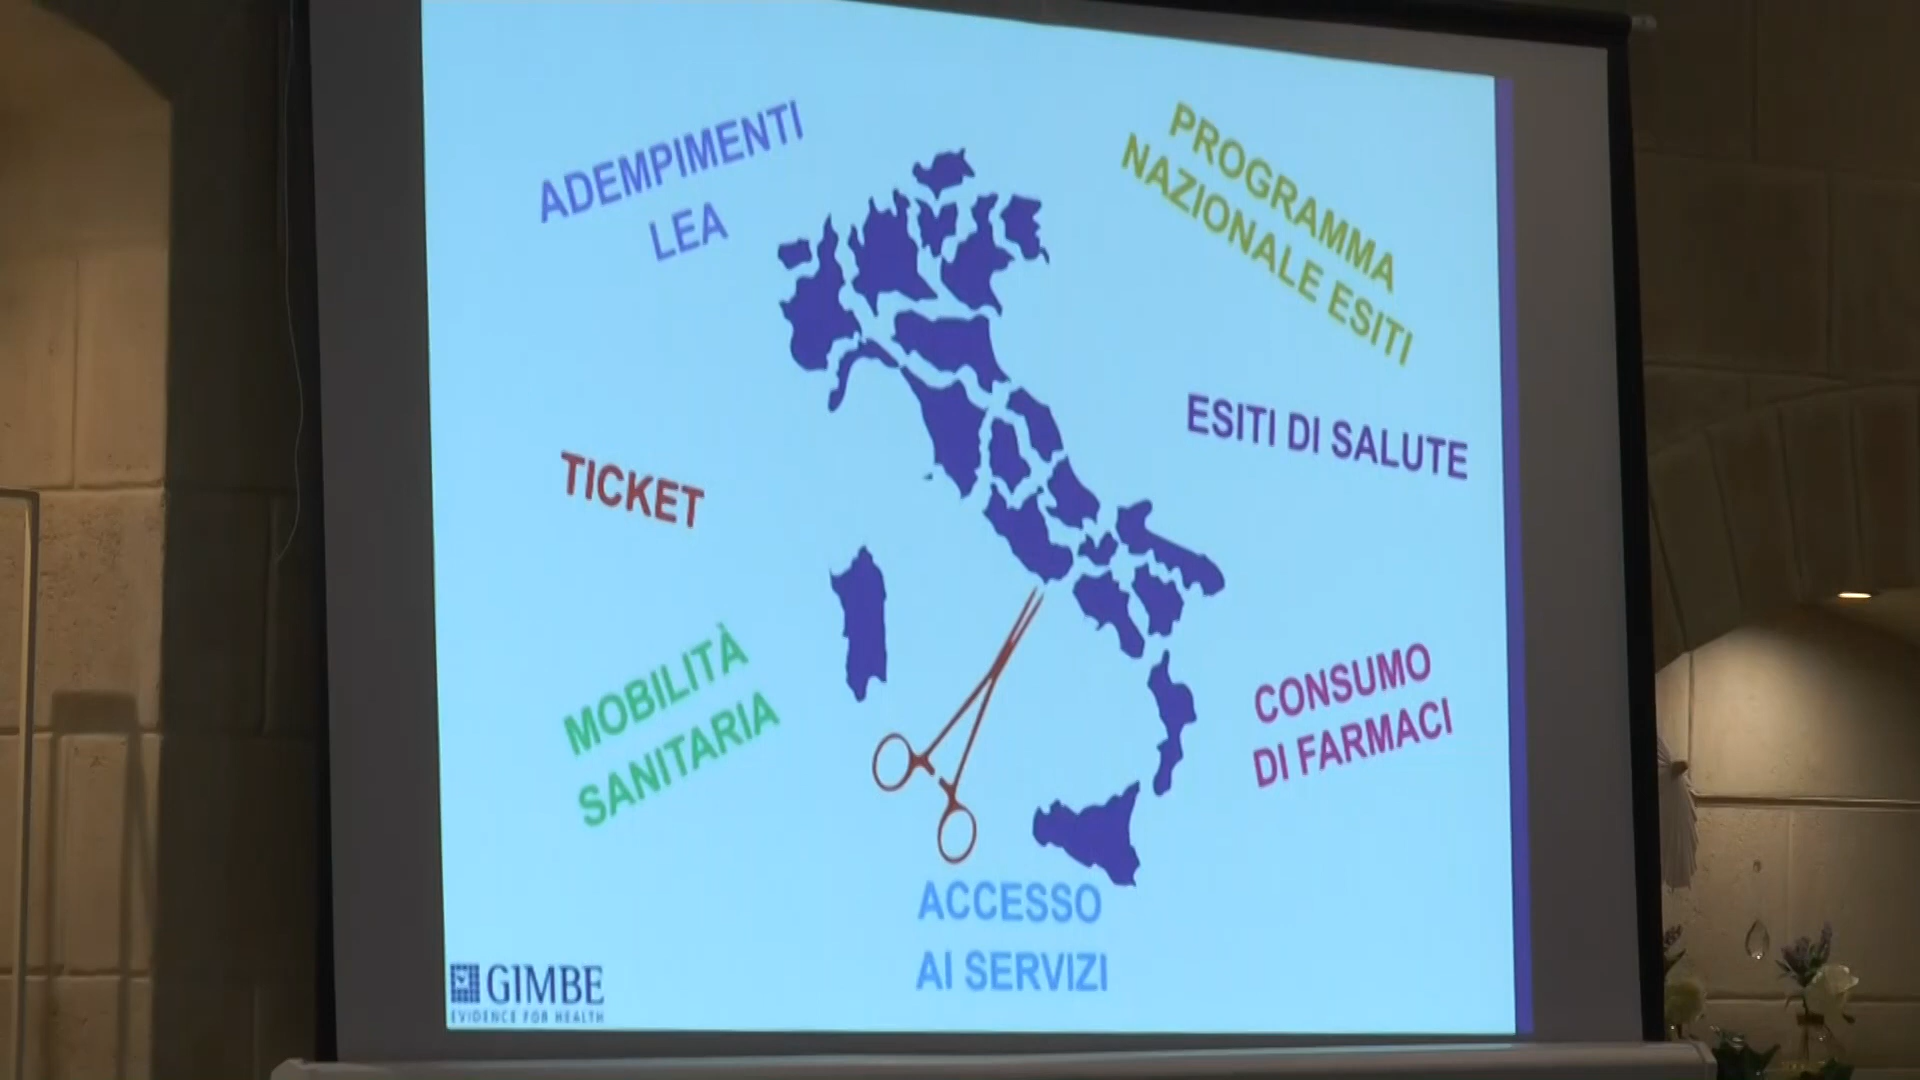 ADEMPIMENTI
LEA
PROGRAMMA
NAZIONALE ESITI
ESITI DI SALUTE
TICKET
MOBILITÀ
SANITARIA
CONSUMO
DI FARMACI
ACCESSO
AI SERVIZI
GIMBE
EVIDENCE FOR HEALTH